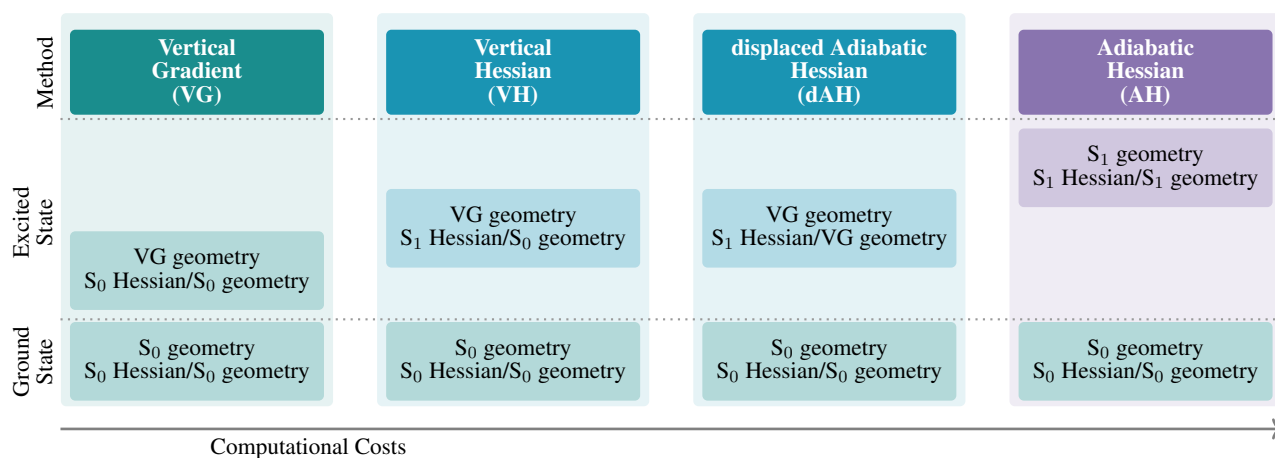 Method
Vertical
Gradient
(VG)
Vertical
Hessian
(VH)
displaced Adiabatic
Hessian
(dAH)
Adiabatic
Hessian
(AH)
Excited
State
VG geometry
S₀ Hessian/S₀ geometry
VG geometry
S₁ Hessian/S₀ geometry
VG geometry
S₁ Hessian/VG geometry
S₁ geometry
S₁ Hessian/S₁ geometry
Ground
State
S₀ geometry
S₀ Hessian/S₀ geometry
S₀ geometry
S₀ Hessian/S₀ geometry
S₀ geometry
S₀ Hessian/S₀ geometry
S₀ geometry
S₀ Hessian/S₀ geometry
Computational Costs